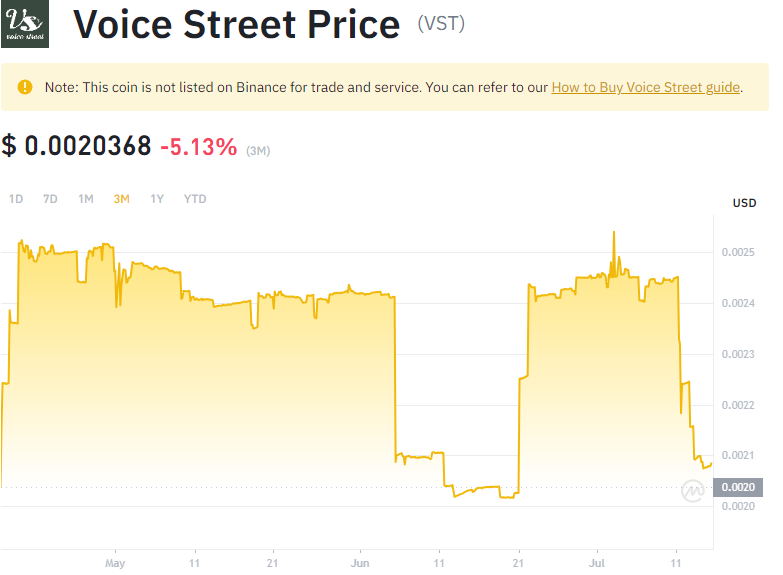 Vs
voice street
Voice Street Price (VST)
Note: This coin is not listed on Binance for trade and service. You can refer to our How to Buy Voice Street guide.
$ 0.0020368 -5.13% (3M)
1D 7D 1M 3M 1Y YTD
USD
0.0025
0.0024
0.0023
0.0022
0.0021
0.0020
0.0020
May 11 21 Jun 11 21 Jul 11